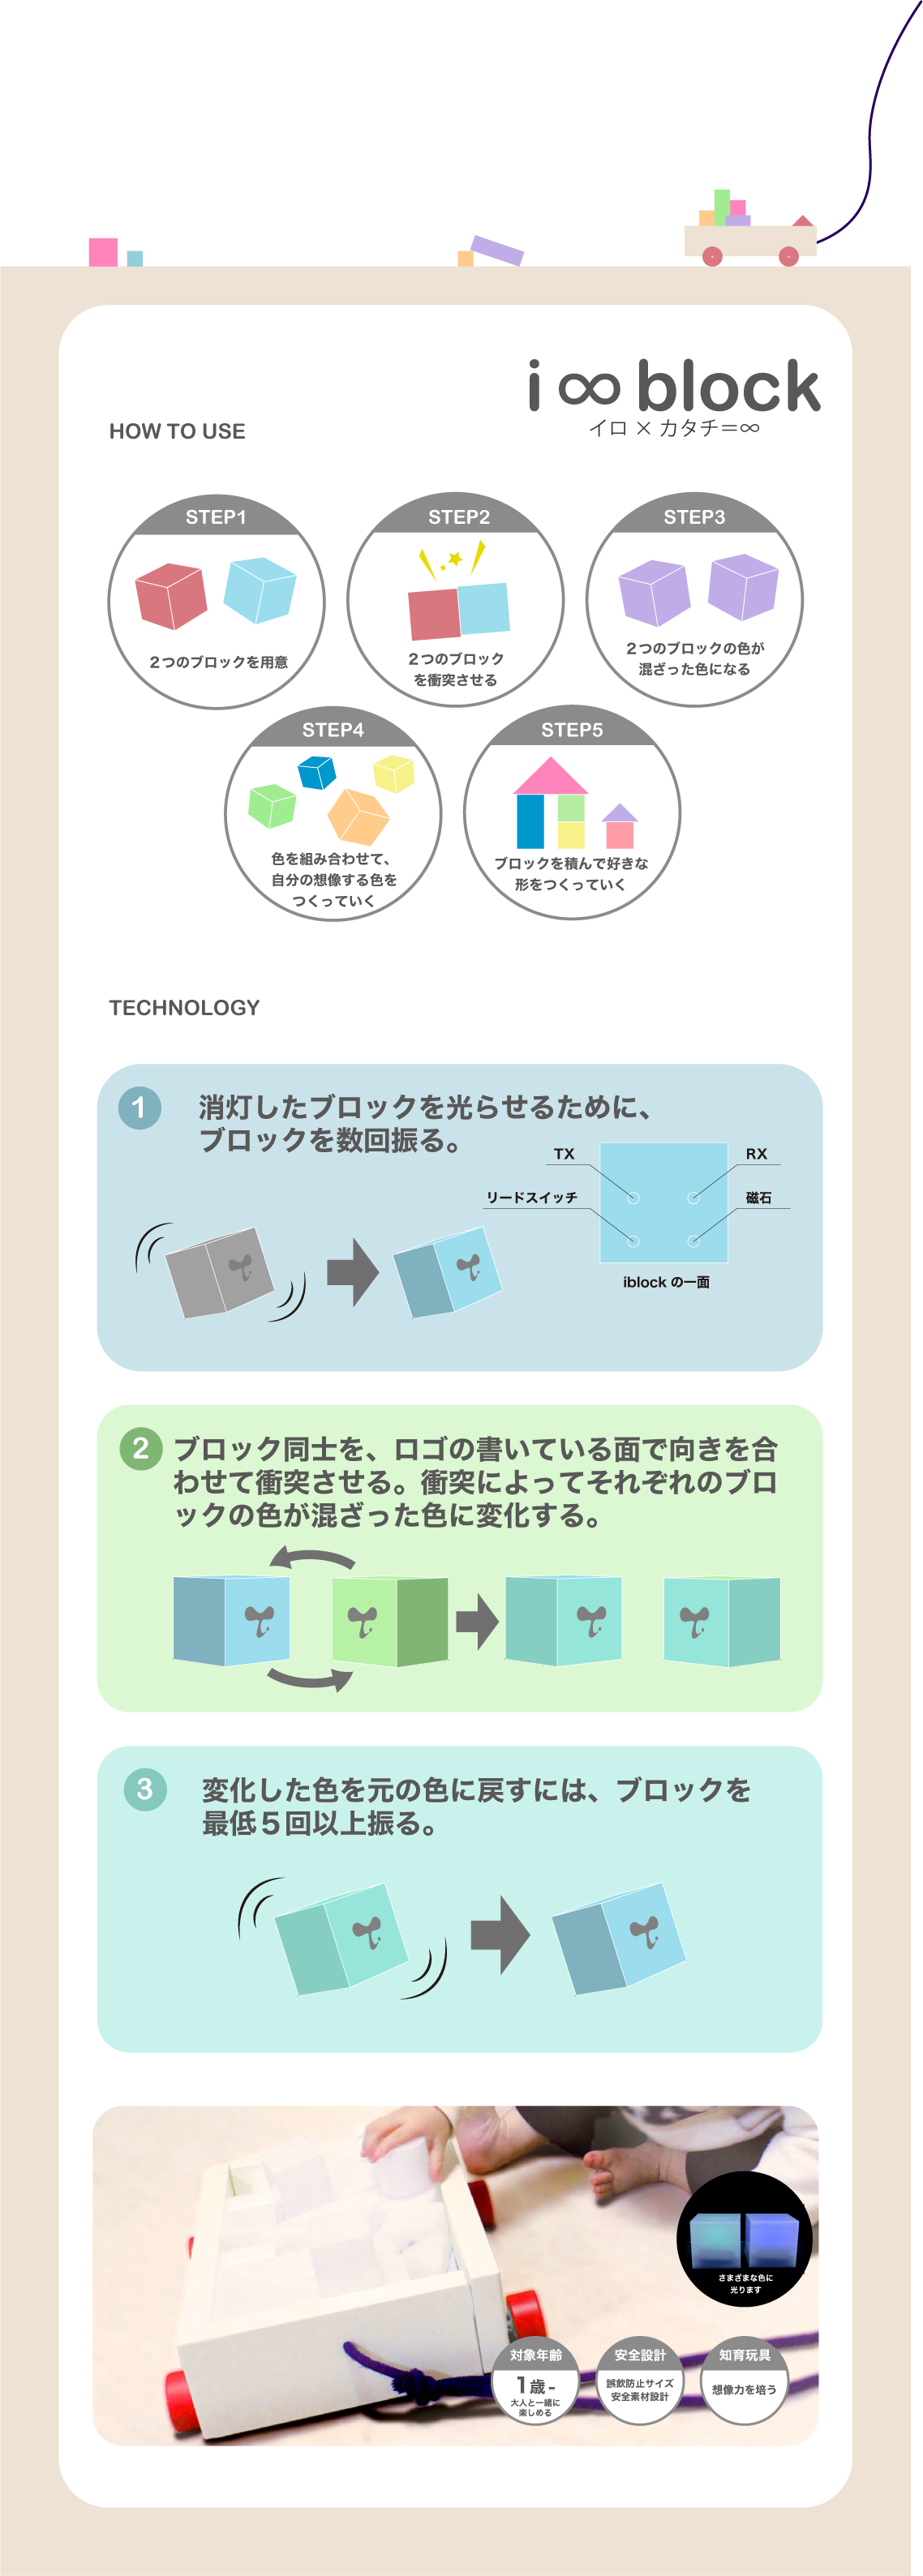 i∞block
イロ×カタチ＝∞
HOW TO USE
STEP1
２つのブロックを用意
STEP2
２つのブロック
を衝突させる
STEP3
２つのブロックの色が
混ざった色になる
STEP4
色を組み合わせて、
自分の想像する色を
つくっていく
STEP5
ブロックを積んで好きな
形をつくっていく
TECHNOLOGY
1
消灯したブロックを光らせるために、
ブロックを数回振る。
TX
RX
リードスイッチ
磁石
iblock の一面
2
ブロック同士を、ロゴの書いている面で向きを合
わせて衝突させる。衝突によってそれぞれのブロ
ックの色が混ざった色に変化する。
3
変化した色を元の色に戻すには、ブロックを
最低５回以上振る。
さまざまな色に
光ります
対象年齢
1歳-
大人と一緒に
楽しめる
安全設計
誤飲防止サイズ
安全素材設計
知育玩具
想像力を培う